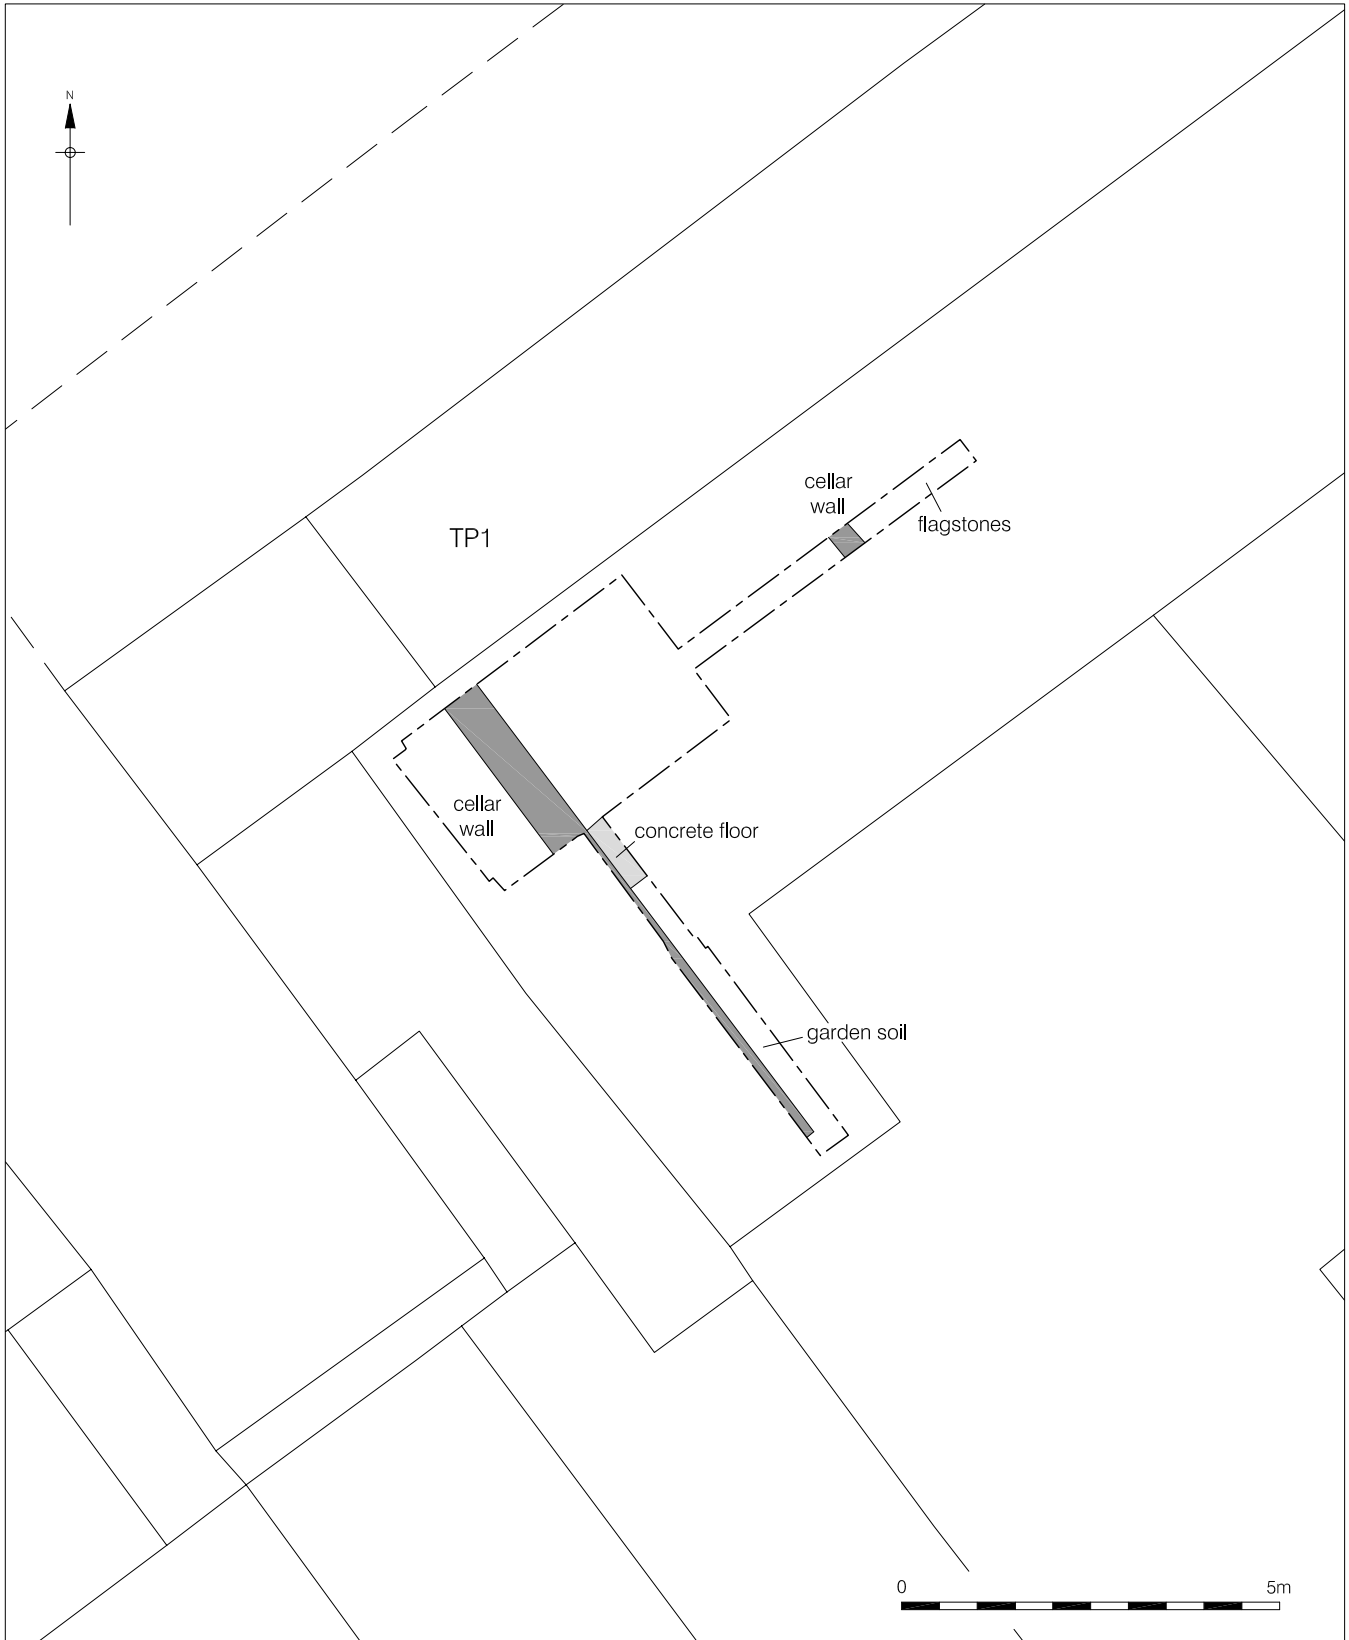 N
cellar
wall
flagstones
TP1
cellar
wall
concrete floor
garden soil
0 5m